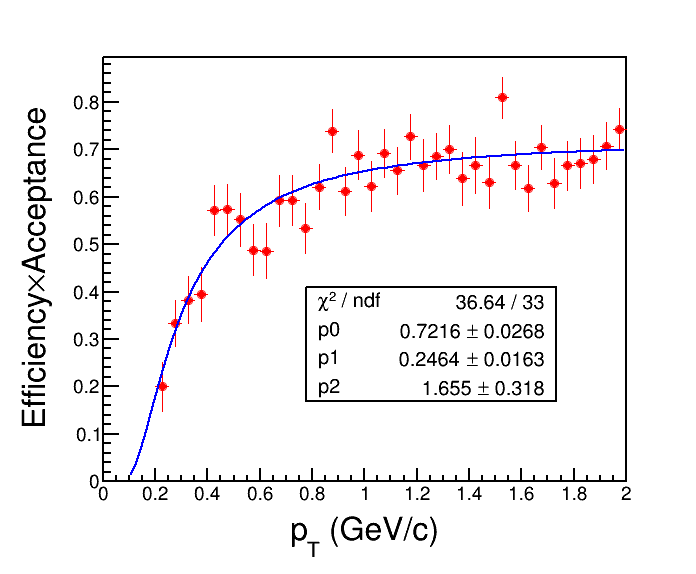 Efficiency×Acceptance
0.8
0.7
0.6
0.5
0.4
0.3
0.2
0.1
0
χ² / ndf 36.64 / 33
p0 0.7216 ± 0.0268
p1 0.2464 ± 0.0163
p2 1.655 ± 0.318
0 0.2 0.4 0.6 0.8 1 1.2 1.4 1.6 1.8 2
p_T (GeV/c)